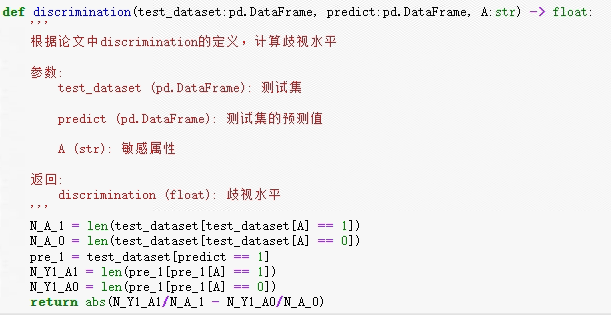 def discrimination(test_dataset:pd.DataFrame, predict:pd.DataFrame, A:str) -> float:
'''
根据论文中discrimination的定义，计算歧视水平
参数:
test_dataset (pd.DataFrame): 测试集
predict (pd.DataFrame): 测试集的预测值
A (str): 敏感属性
返回:
discrimination (float): 歧视水平
'''
N_A_1 = len(test_dataset[test_dataset[A] == 1])
N_A_0 = len(test_dataset[test_dataset[A] == 0])
pre_1 = test_dataset[predict == 1]
N_Y1_A1 = len(pre_1[pre_1[A] == 1])
N_Y1_A0 = len(pre_1[pre_1[A] == 0])
return abs(N_Y1_A1/N_A_1 - N_Y1_A0/N_A_0)